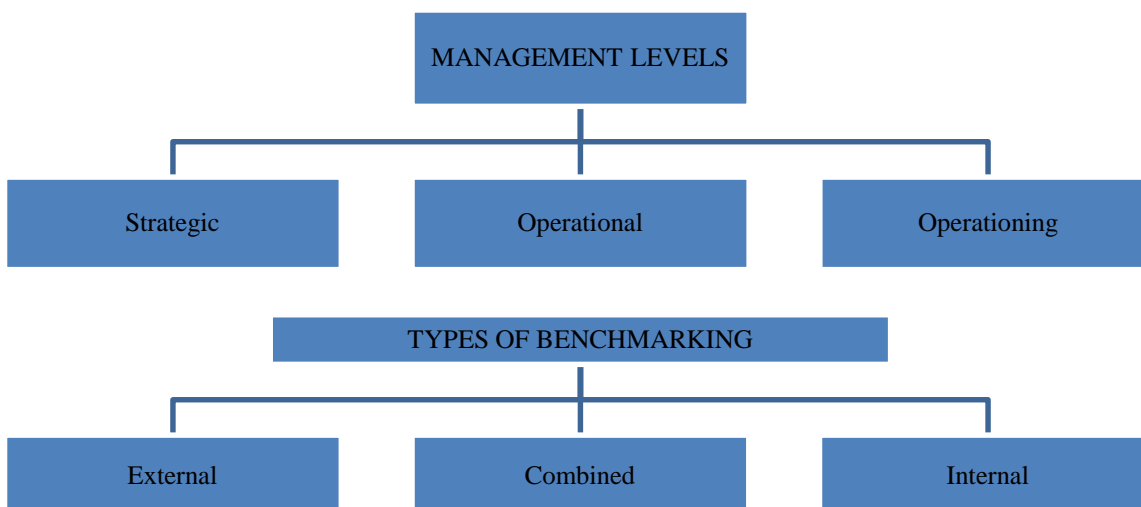 MANAGEMENT LEVELS
Strategic
Operational
Operationing
TYPES OF BENCHMARKING
External
Combined
Internal